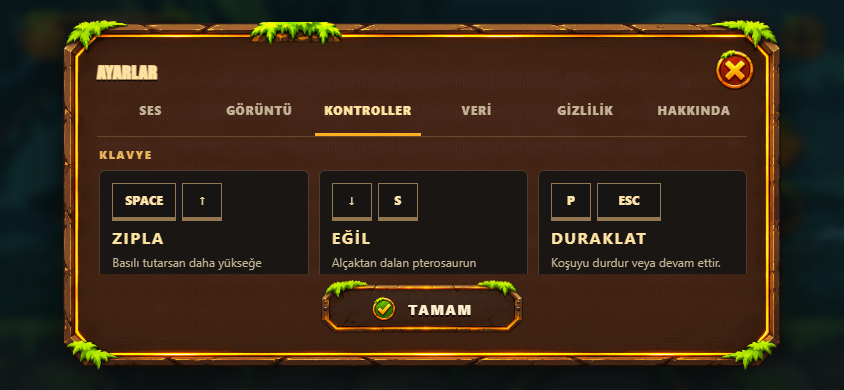 AYARLAR
SES GÖRÜNTÜ KONTROLLER VERİ GİZLİLİK HAKKINDA
KLAVYE
SPACE ↑ ↓ S P ESC
ZIPLA EĞİL DURAKLAT
Basılı tutarsan daha yükseğe Alçaktan dalan pterosaurun Koşuyu durdur veya devam ettir.
TAMAM